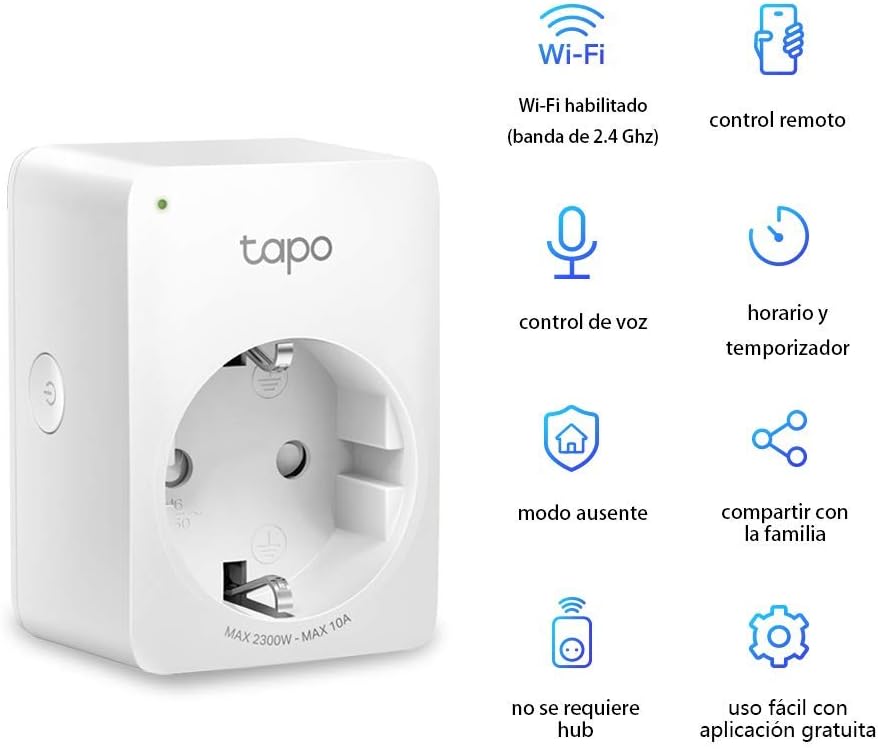 tapo
MAX 2300W - MAX 10A
Wi-Fi
Wi-Fi habilitado
(banda de 2.4 Ghz)
control remoto
control de voz
horario y
temporizador
modo ausente
compartir con
la familia
no se requiere
hub
uso fácil con
aplicación gratuita